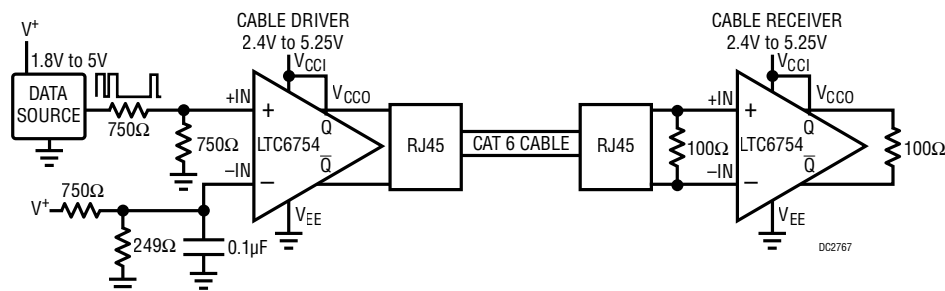 V+
1.8V to 5V
DATA
SOURCE
750Ω
750Ω
CABLE DRIVER
2.4V to 5.25V
VCCI
VCCO
+IN
+
LTC6754
Q
Q̅
–IN
–
VEE
750Ω
V+
249Ω
0.1µF
RJ45
CAT 6 CABLE
RJ45
CABLE RECEIVER
2.4V to 5.25V
VCCI
VCCO
+IN
+
100Ω
LTC6754
Q
Q̅
–IN
–
VEE
100Ω
DC2767